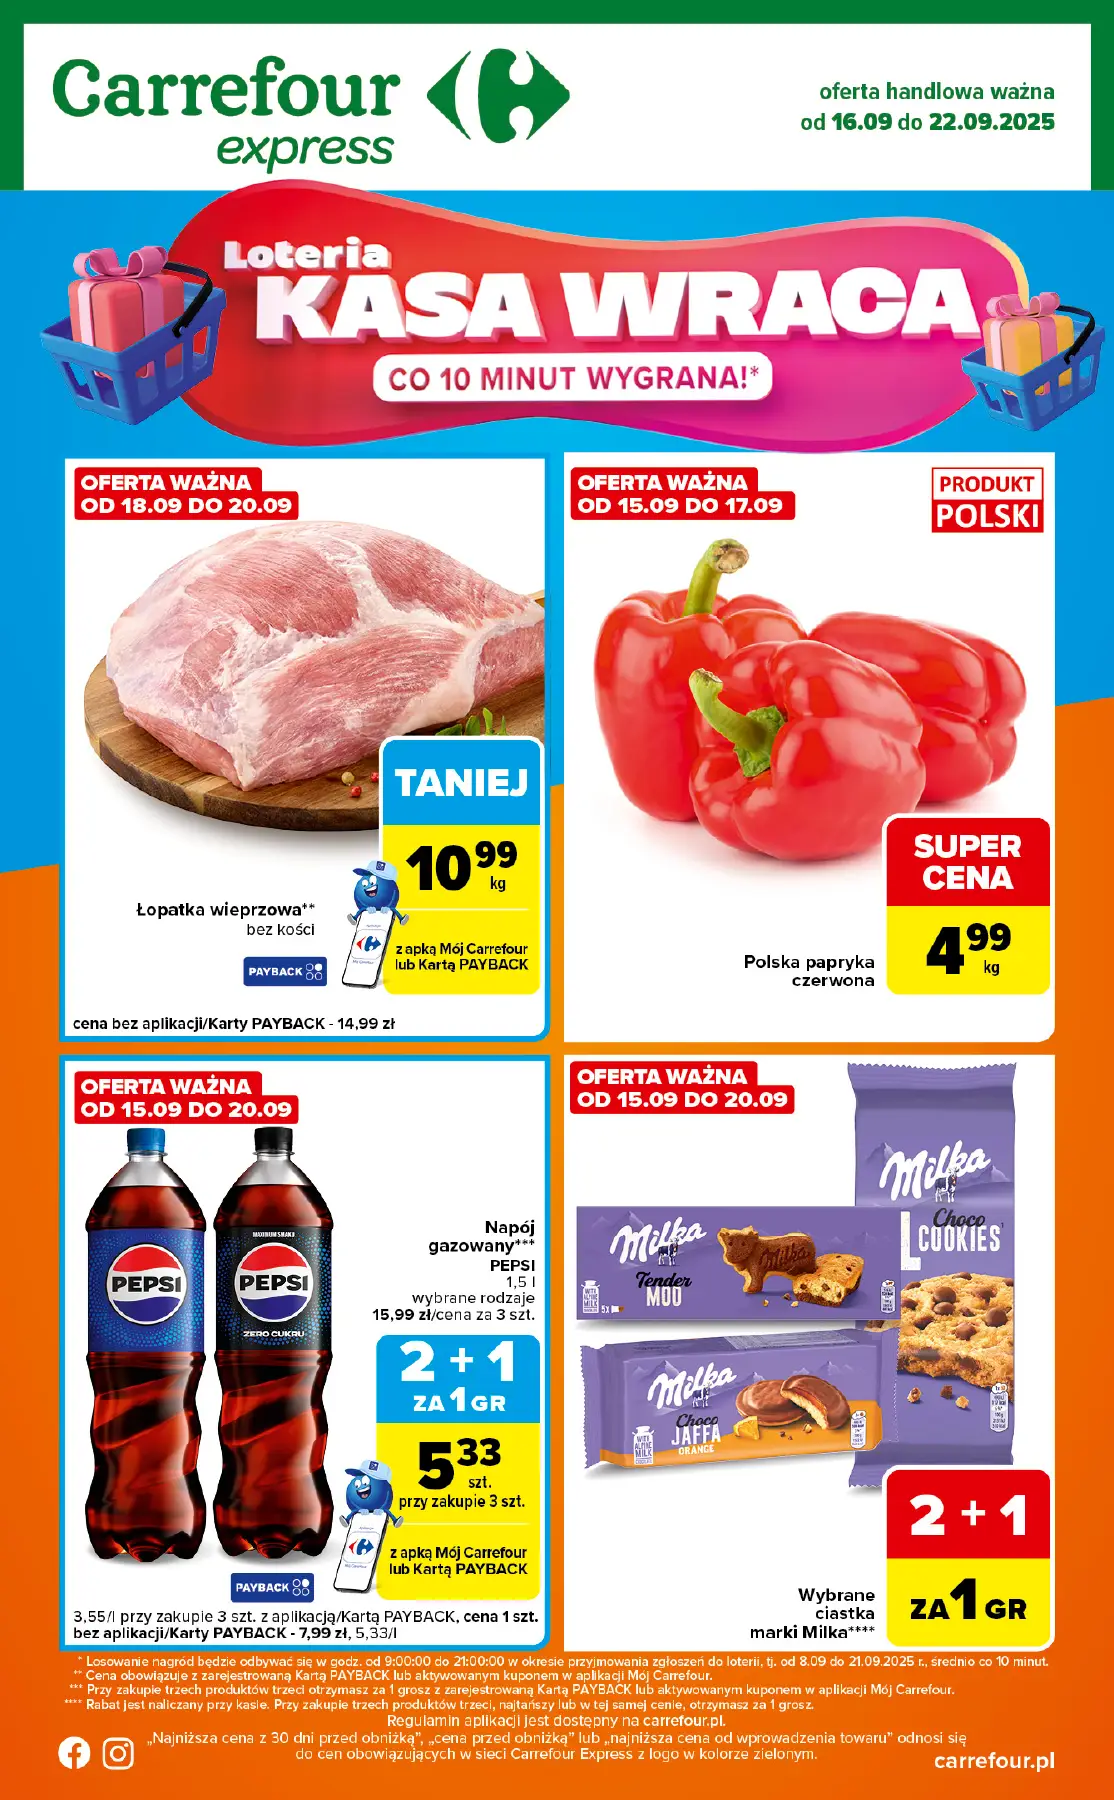 Carrefour
express
oferta handlowa ważna
od 16.09 do 22.09.2025
Loteria
KASA WRACA
CO 10 MINUT WYGRANA!*
OFERTA WAŻNA
OD 18.09 DO 20.09
TANIEJ
10 99
kg
z apką Mój Carrefour
lub Kartą PAYBACK
Łopatka wieprzowa**
bez kości
PAYBACK
cena bez aplikacji/Karty PAYBACK - 14,99 zł
OFERTA WAŻNA
OD 15.09 DO 17.09
PRODUKT
POLSKI
SUPER
CENA
4 99
kg
Polska papryka
czerwona
OFERTA WAŻNA
OD 15.09 DO 20.09
PEPSI
MAXIMUM SMAKU
PEPSI
ZERO CUKRU
Napój
gazowany***
PEPSI
1,5 l
wybrane rodzaje
15,99 zł/cena za 3 szt.
2 + 1
ZA 1 GR
5 33
szt.
przy zakupie 3 szt.
z apką Mój Carrefour
lub Kartą PAYBACK
PAYBACK
3,55/l przy zakupie 3 szt. z aplikacją/Kartą PAYBACK, cena 1 szt.
bez aplikacji/Karty PAYBACK - 7,99 zł, 5,33/l
OFERTA WAŻNA
OD 15.09 DO 20.09
Milka
Choco
COOKIES
Milka
Tender
MOO
WITH
ALPINE
MILK
5x
Milka
Choco
JAFFA
ORANGE
WITH
ALPINE
MILK
2 + 1
ZA 1 GR
Wybrane
ciastka
marki Milka****
* Losowanie nagród będzie odbywać się w godz. od 9:00:00 do 21:00:00 w okresie przyjmowania zgłoszeń do loterii, tj. od 8.09 do 21.09.2025 r., średnio co 10 minut.
** Cena obowiązuje z zarejestrowaną Kartą PAYBACK lub aktywowanym kuponem w aplikacji Mój Carrefour.
*** Przy zakupie trzech produktów trzeci otrzymasz za 1 grosz z zarejestrowaną Kartą PAYBACK lub aktywowanym kuponem w aplikacji Mój Carrefour.
**** Rabat jest naliczany przy kasie. Przy zakupie trzech produktów trzeci, najtańszy lub w tej samej cenie, otrzymasz za 1 grosz.
Regulamin aplikacji jest dostępny na carrefour.pl.
„Najniższa cena z 30 dni przed obniżką”, „cena przed obniżką” lub „najniższa cena od wprowadzenia towaru” odnosi się
do cen obowiązujących w sieci Carrefour Express z logo w kolorze zielonym.
carrefour.pl